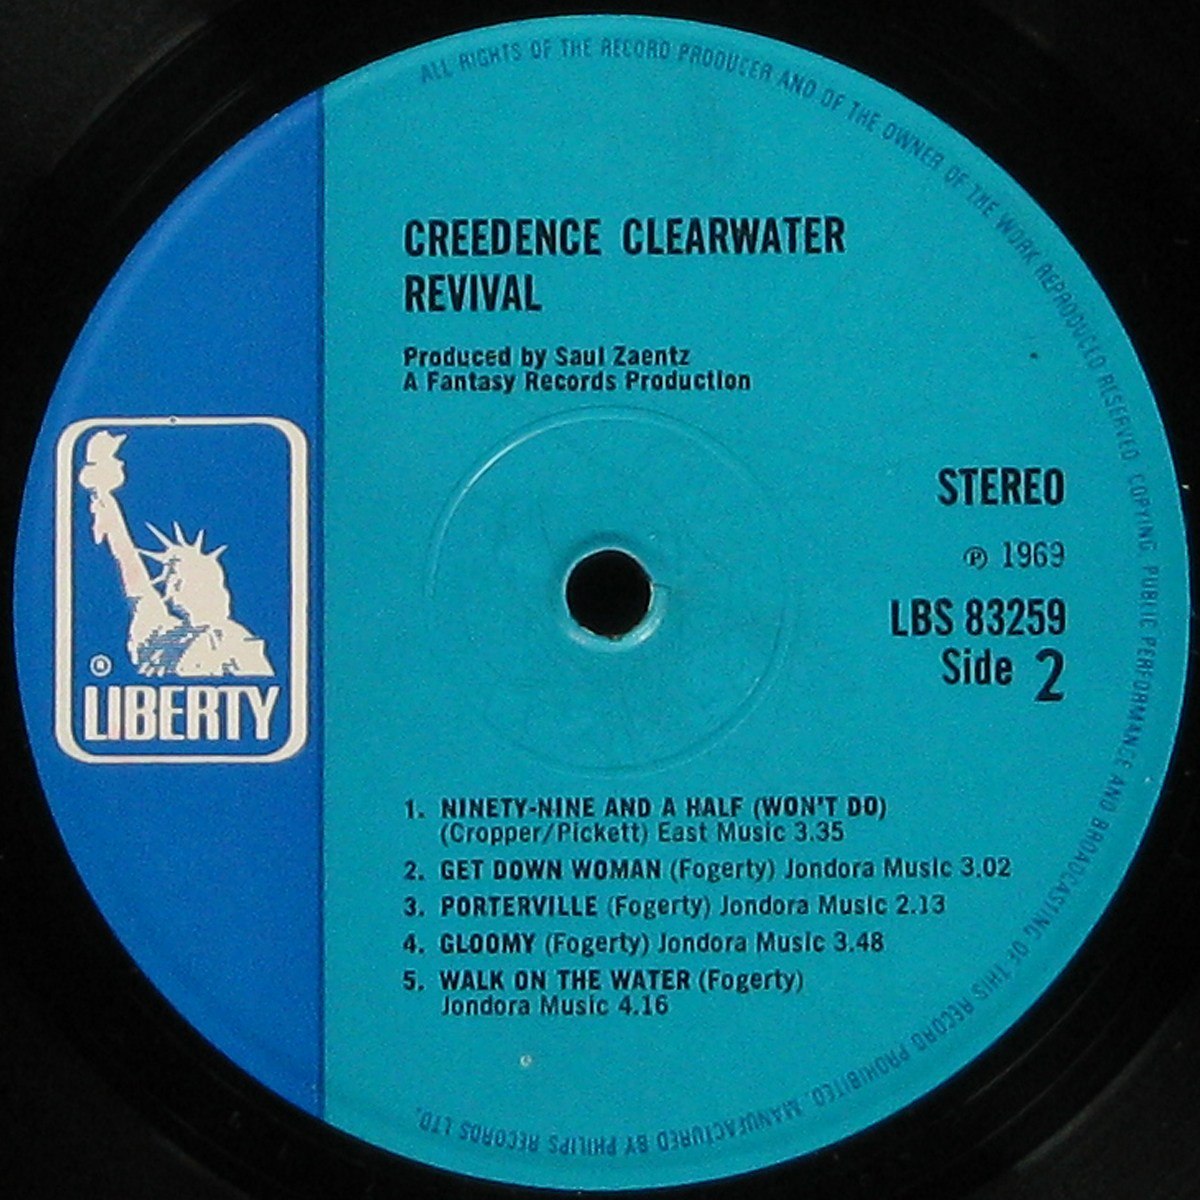 ALL RIGHTS OF THE RECORD PRODUCER AND OF THE OWNER OF THE WORK REPRODUCED RESERVED. COPYING, PUBLIC PERFORMANCE AND BROADCASTING OF THIS RECORD PROHIBITED. MANUFACTURED BY PHILIPS RECORDS LTD.
CREEDENCE CLEARWATER
REVIVAL
Produced by Saul Zaentz
A Fantasy Records Production
STEREO
℗ 1969
LBS 83259
Side 2
®
LIBERTY
1. NINETY-NINE AND A HALF (WON'T DO)
(Cropper/Pickett) East Music 3.35
2. GET DOWN WOMAN (Fogerty) Jondora Music 3.02
3. PORTERVILLE (Fogerty) Jondora Music 2.13
4. GLOOMY (Fogerty) Jondora Music 3.48
5. WALK ON THE WATER (Fogerty)
Jondora Music 4.16